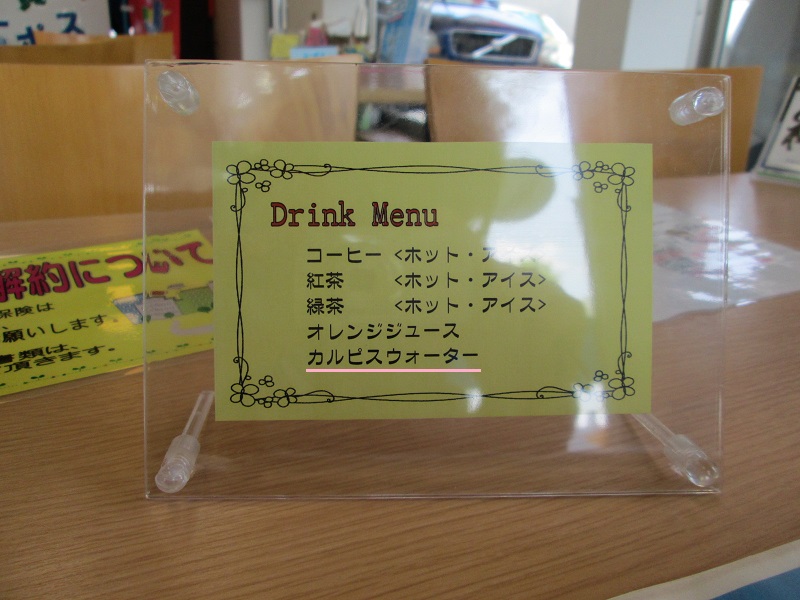 Drink Menu
コーヒー <ホット・ア
紅茶 <ホット・アイス>
緑茶 <ホット・アイス>
オレンジジュース
カルピスウォーター
解約について
保険は
願いします。
書類は、
頂きます。